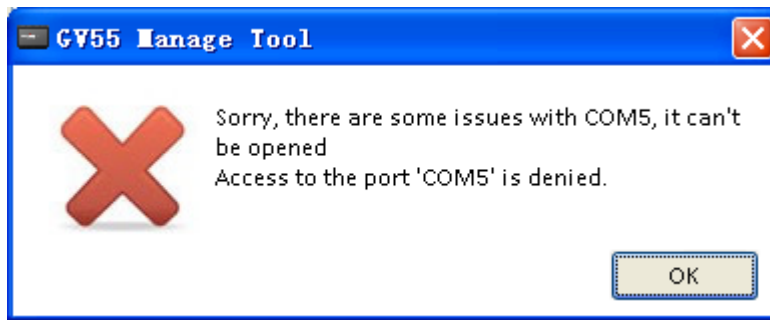 GV55 Manage Tool
Sorry, there are some issues with COM5, it can't
be opened
Access to the port 'COM5' is denied.
OK